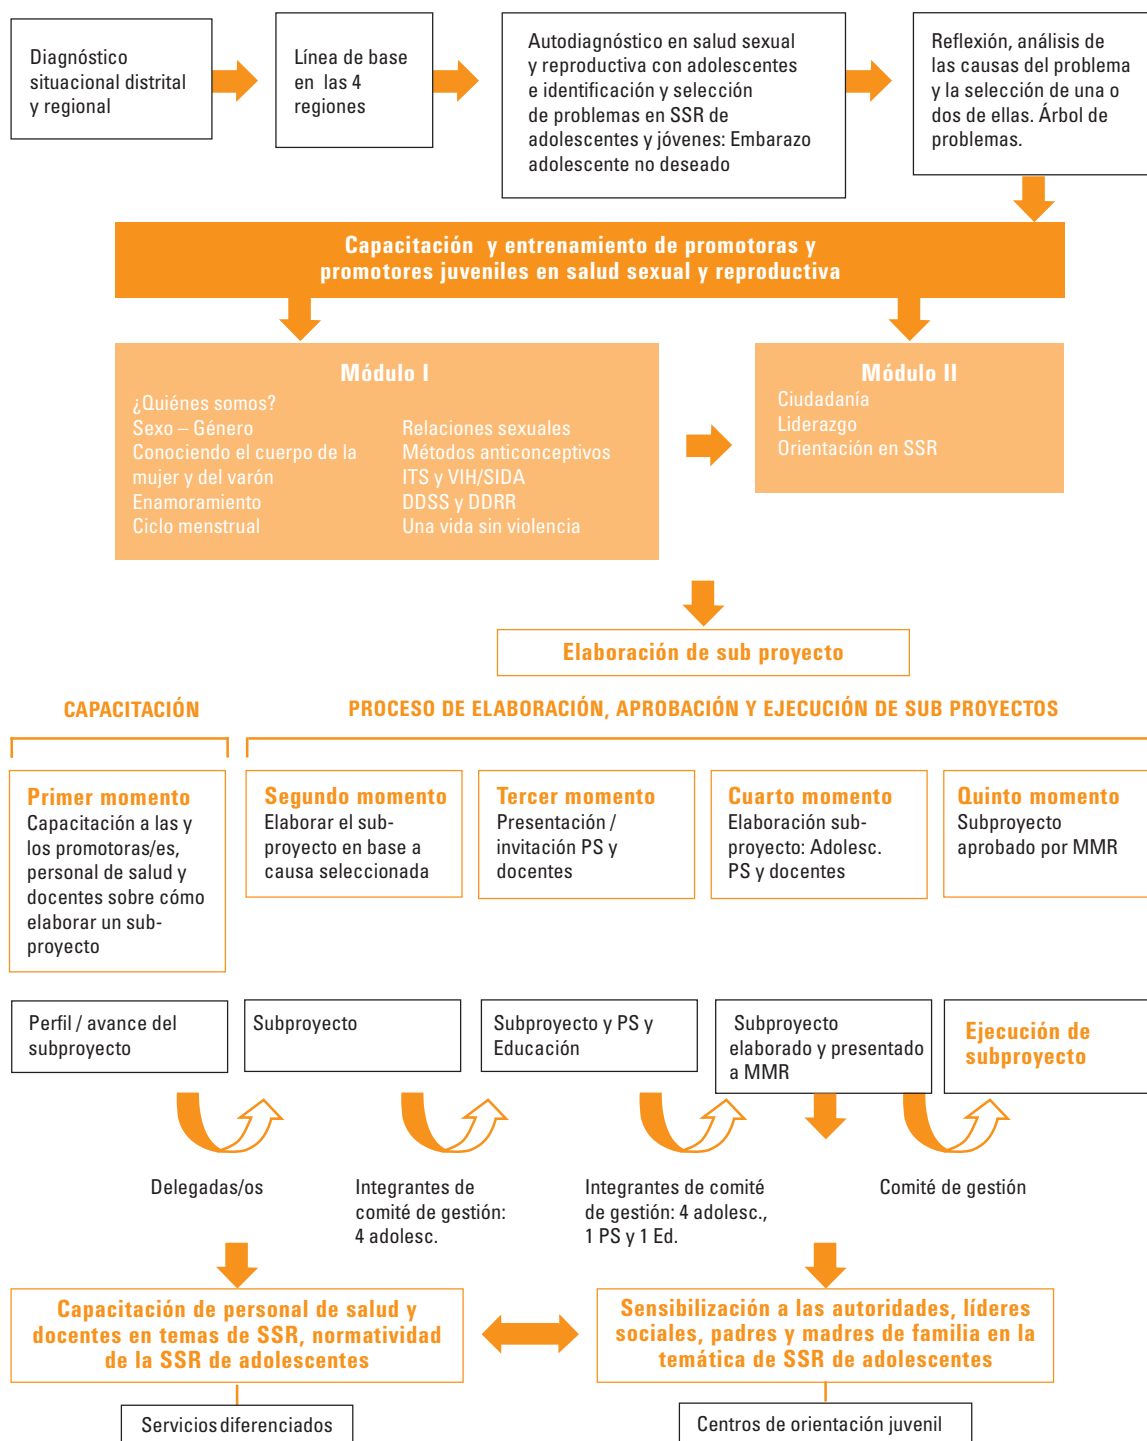 Diagnóstico
situacional distrital
y regional
Línea de base
en las 4
regiones
Autodiagnóstico en salud sexual
y reproductiva con adolescentes
e identificación y selección
de problemas en SSR de
adolescentes y jóvenes: Embarazo
adolescente no deseado
Reflexión, análisis de
las causas del problema
y la selección de una o
dos de ellas. Árbol de
problemas.
Capacitación y entrenamiento de promotoras y
promotores juveniles en salud sexual y reproductiva
Módulo I
¿Quiénes somos?
Sexo – Género
Conociendo el cuerpo de la
mujer y del varón
Enamoramiento
Ciclo menstrual
Relaciones sexuales
Métodos anticonceptivos
ITS y VIH/SIDA
DDSS y DDRR
Una vida sin violencia
Módulo II
Ciudadanía
Liderazgo
Orientación en SSR
Elaboración de sub proyecto
CAPACITACIÓN
PROCESO DE ELABORACIÓN, APROBACIÓN Y EJECUCIÓN DE SUB PROYECTOS
Primer momento
Capacitación a las y
los promotoras/es,
personal de salud y
docentes sobre cómo
elaborar un sub-
proyecto
Segundo momento
Elaborar el sub-
proyecto en base a
causa seleccionada
Tercer momento
Presentación /
invitación PS y
docentes
Cuarto momento
Elaboración sub-
proyecto: Adolesc.
PS y docentes
Quinto momento
Subproyecto
aprobado por MMR
Perfil / avance del
subproyecto
Subproyecto
Subproyecto y PS y
Educación
Subproyecto
elaborado y presentado
a MMR
Ejecución de
subproyecto
Delegadas/os
Integrantes de
comité de gestión:
4 adolesc.
Integrantes de comité
de gestión: 4 adolesc.,
1 PS y 1 Ed.
Comité de gestión
Capacitación de personal de salud y
docentes en temas de SSR, normatividad
de la SSR de adolescentes
Sensibilización a las autoridades, líderes
sociales, padres y madres de familia en la
temática de SSR de adolescentes
Servicios diferenciados
Centros de orientación juvenil